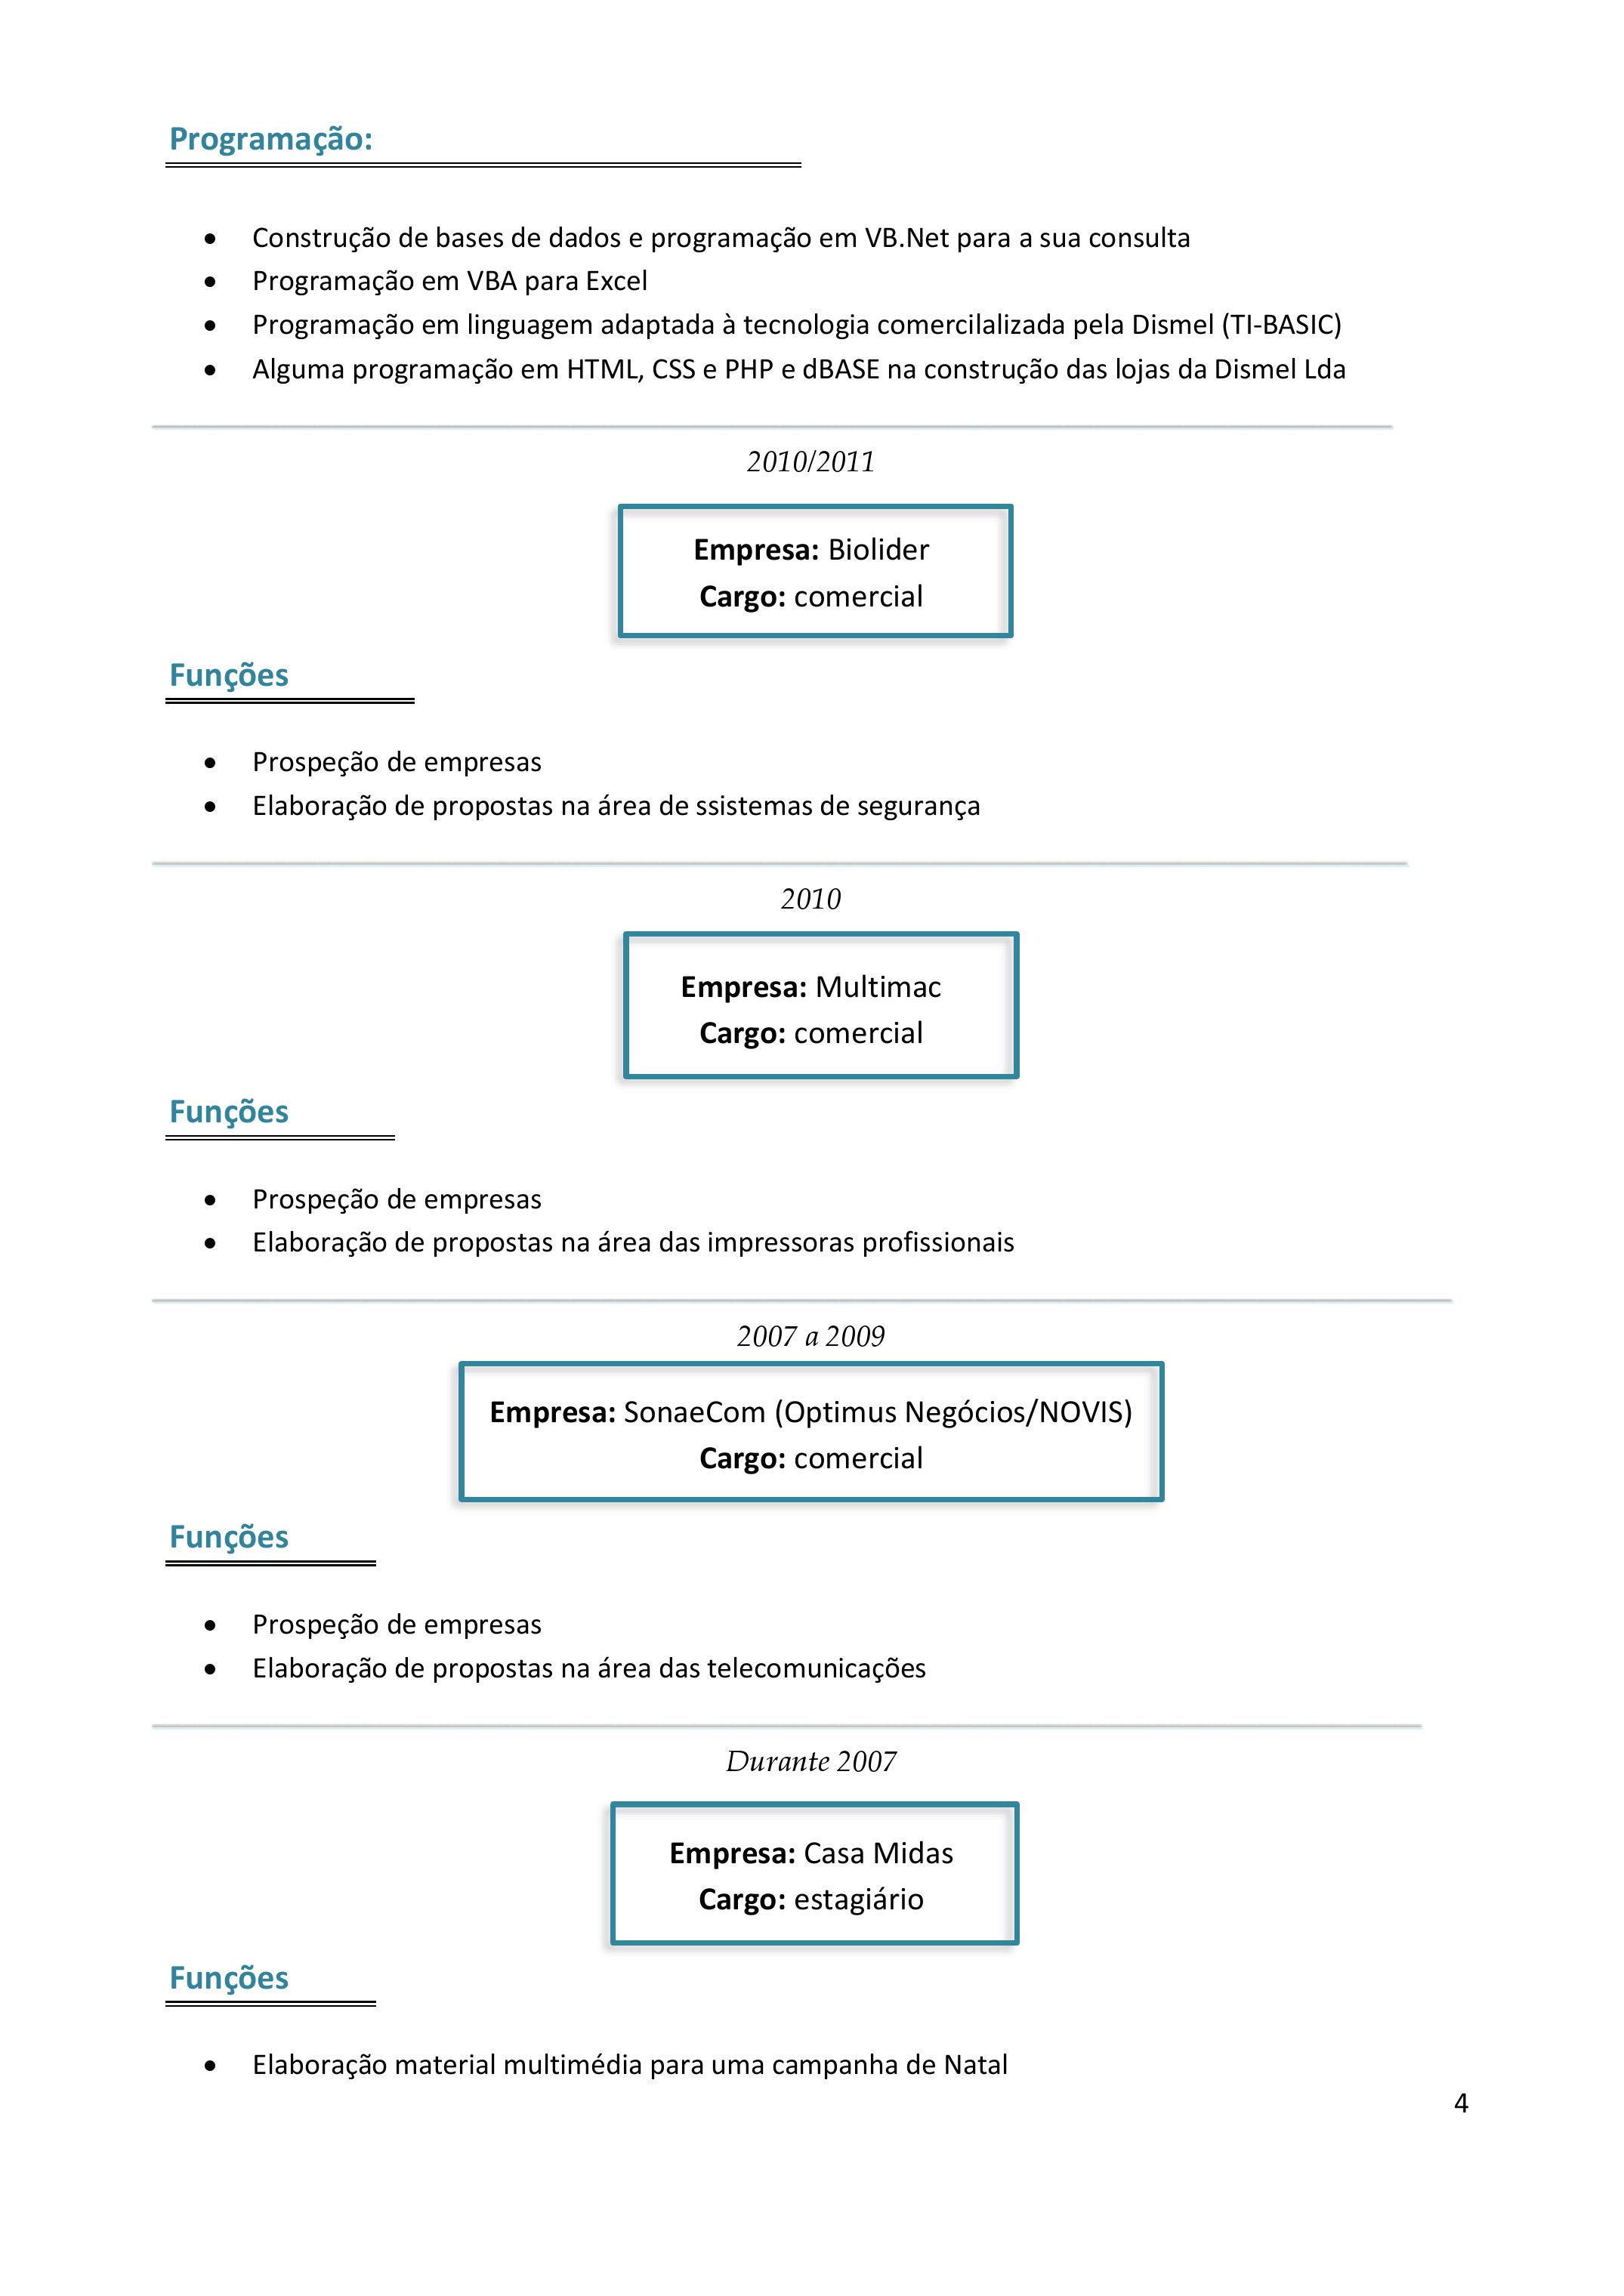 Programação:
• Construção de bases de dados e programação em VB.Net para a sua consulta
• Programação em VBA para Excel
• Programação em linguagem adaptada à tecnologia comercilalizada pela Dismel (TI-BASIC)
• Alguma programação em HTML, CSS e PHP e dBASE na construção das lojas da Dismel Lda
2010/2011
Empresa: Biolider
Cargo: comercial
Funções
• Prospeção de empresas
• Elaboração de propostas na área de ssistemas de segurança
2010
Empresa: Multimac
Cargo: comercial
Funções
• Prospeção de empresas
• Elaboração de propostas na área das impressoras profissionais
2007 a 2009
Empresa: SonaeCom (Optimus Negócios/NOVIS)
Cargo: comercial
Funções
• Prospeção de empresas
• Elaboração de propostas na área das telecomunicações
Durante 2007
Empresa: Casa Midas
Cargo: estagiário
Funções
• Elaboração material multimédia para uma campanha de Natal
4